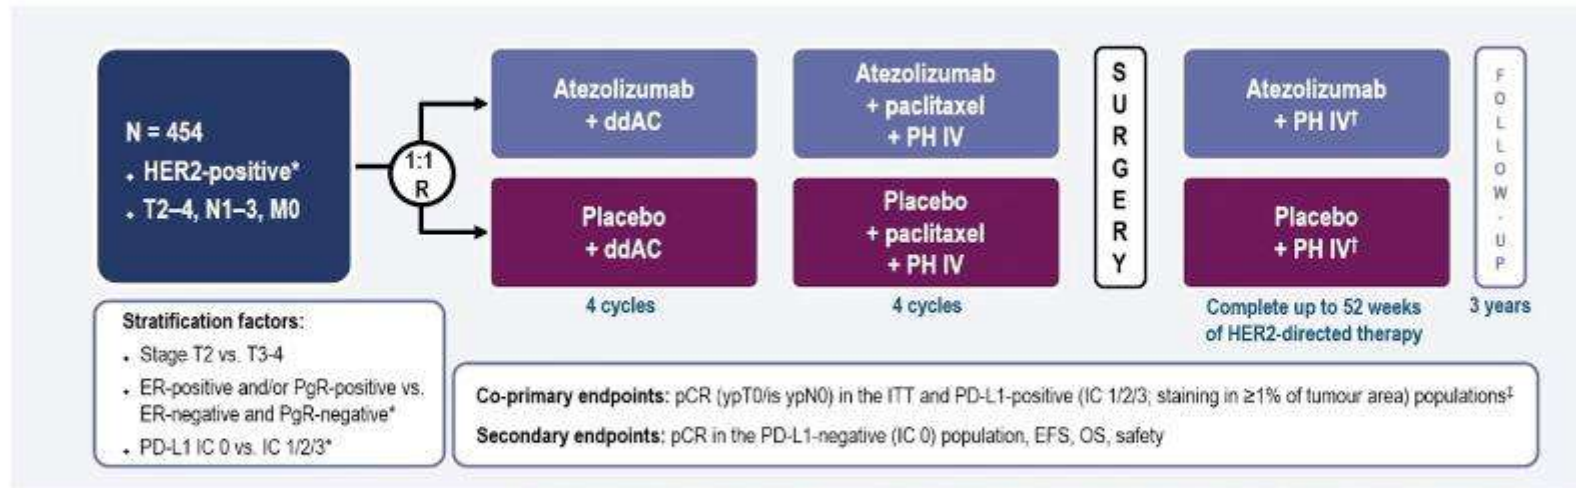 N = 454
• HER2-positive*
• T2–4, N1–3, M0
1:1
R
Atezolizumab
+ ddAC
Atezolizumab
+ paclitaxel
+ PH IV
SURGERY
Atezolizumab
+ PH IV†
FOLLOW-UP
Placebo
+ ddAC
Placebo
+ paclitaxel
+ PH IV
Placebo
+ PH IV†
4 cycles
4 cycles
Complete up to 52 weeks
of HER2-directed therapy
3 years
Stratification factors:
• Stage T2 vs. T3-4
• ER-positive and/or PgR-positive vs.
ER-negative and PgR-negative*
• PD-L1 IC 0 vs. IC 1/2/3*
Co-primary endpoints: pCR (ypT0/is ypN0) in the ITT and PD-L1-positive (IC 1/2/3; staining in ≥1% of tumour area) populations‡
Secondary endpoints: pCR in the PD-L1-negative (IC 0) population, EFS, OS, safety